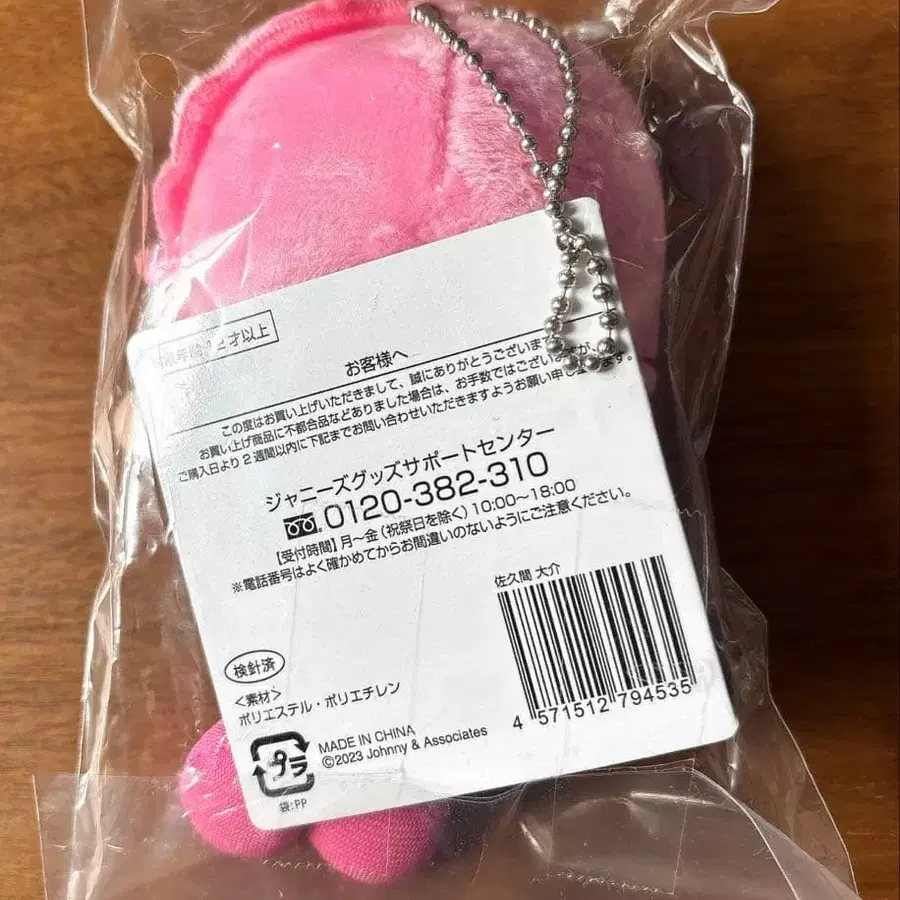 対象年齢12才以上
お客様へ
この度はお買い上げいただきまして、誠にありがとうございま
お買い上げ商品に不都合品などありました場合は、お手数ではございますが、
ご購入日より2週間以内に下記までお問い合わせいただきますようお願い申し上げます。
ジャニーズグッズサポートセンター
0120-382-310
【受付時間】月〜金(祝祭日を除く)10:00〜18:00
※電話番号はよく確かめてからお間違いのないようにご注意ください。
佐久間 大介
4 571512 794535
検針済
<素材>
ポリエステル・ポリエチレン
MADE IN CHINA
©2023 Johnny & Associates
プラ
袋:PP